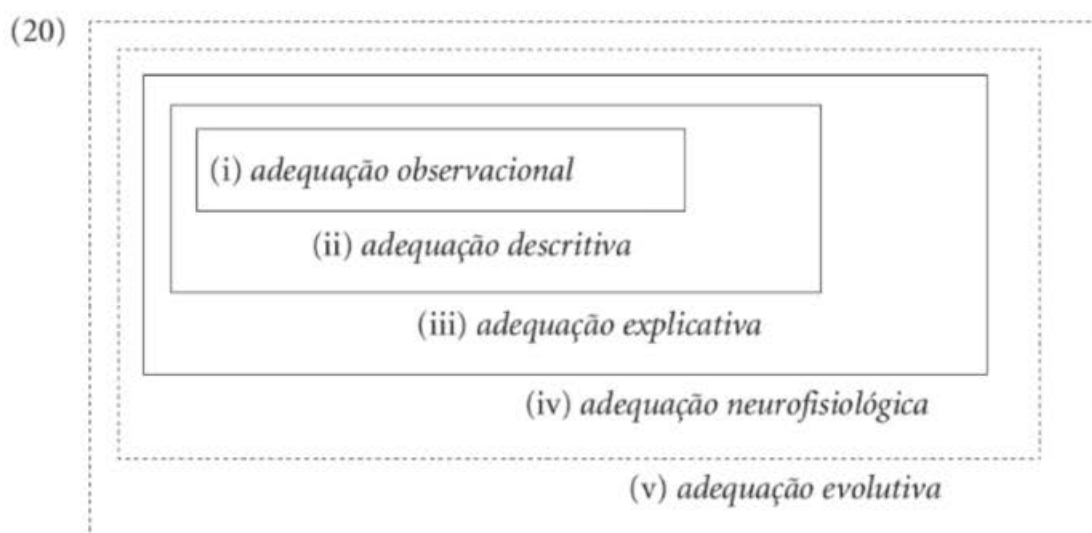 (20)
(i) adequação observacional
(ii) adequação descritiva
(iii) adequação explicativa
(iv) adequação neurofisiológica
(v) adequação evolutiva